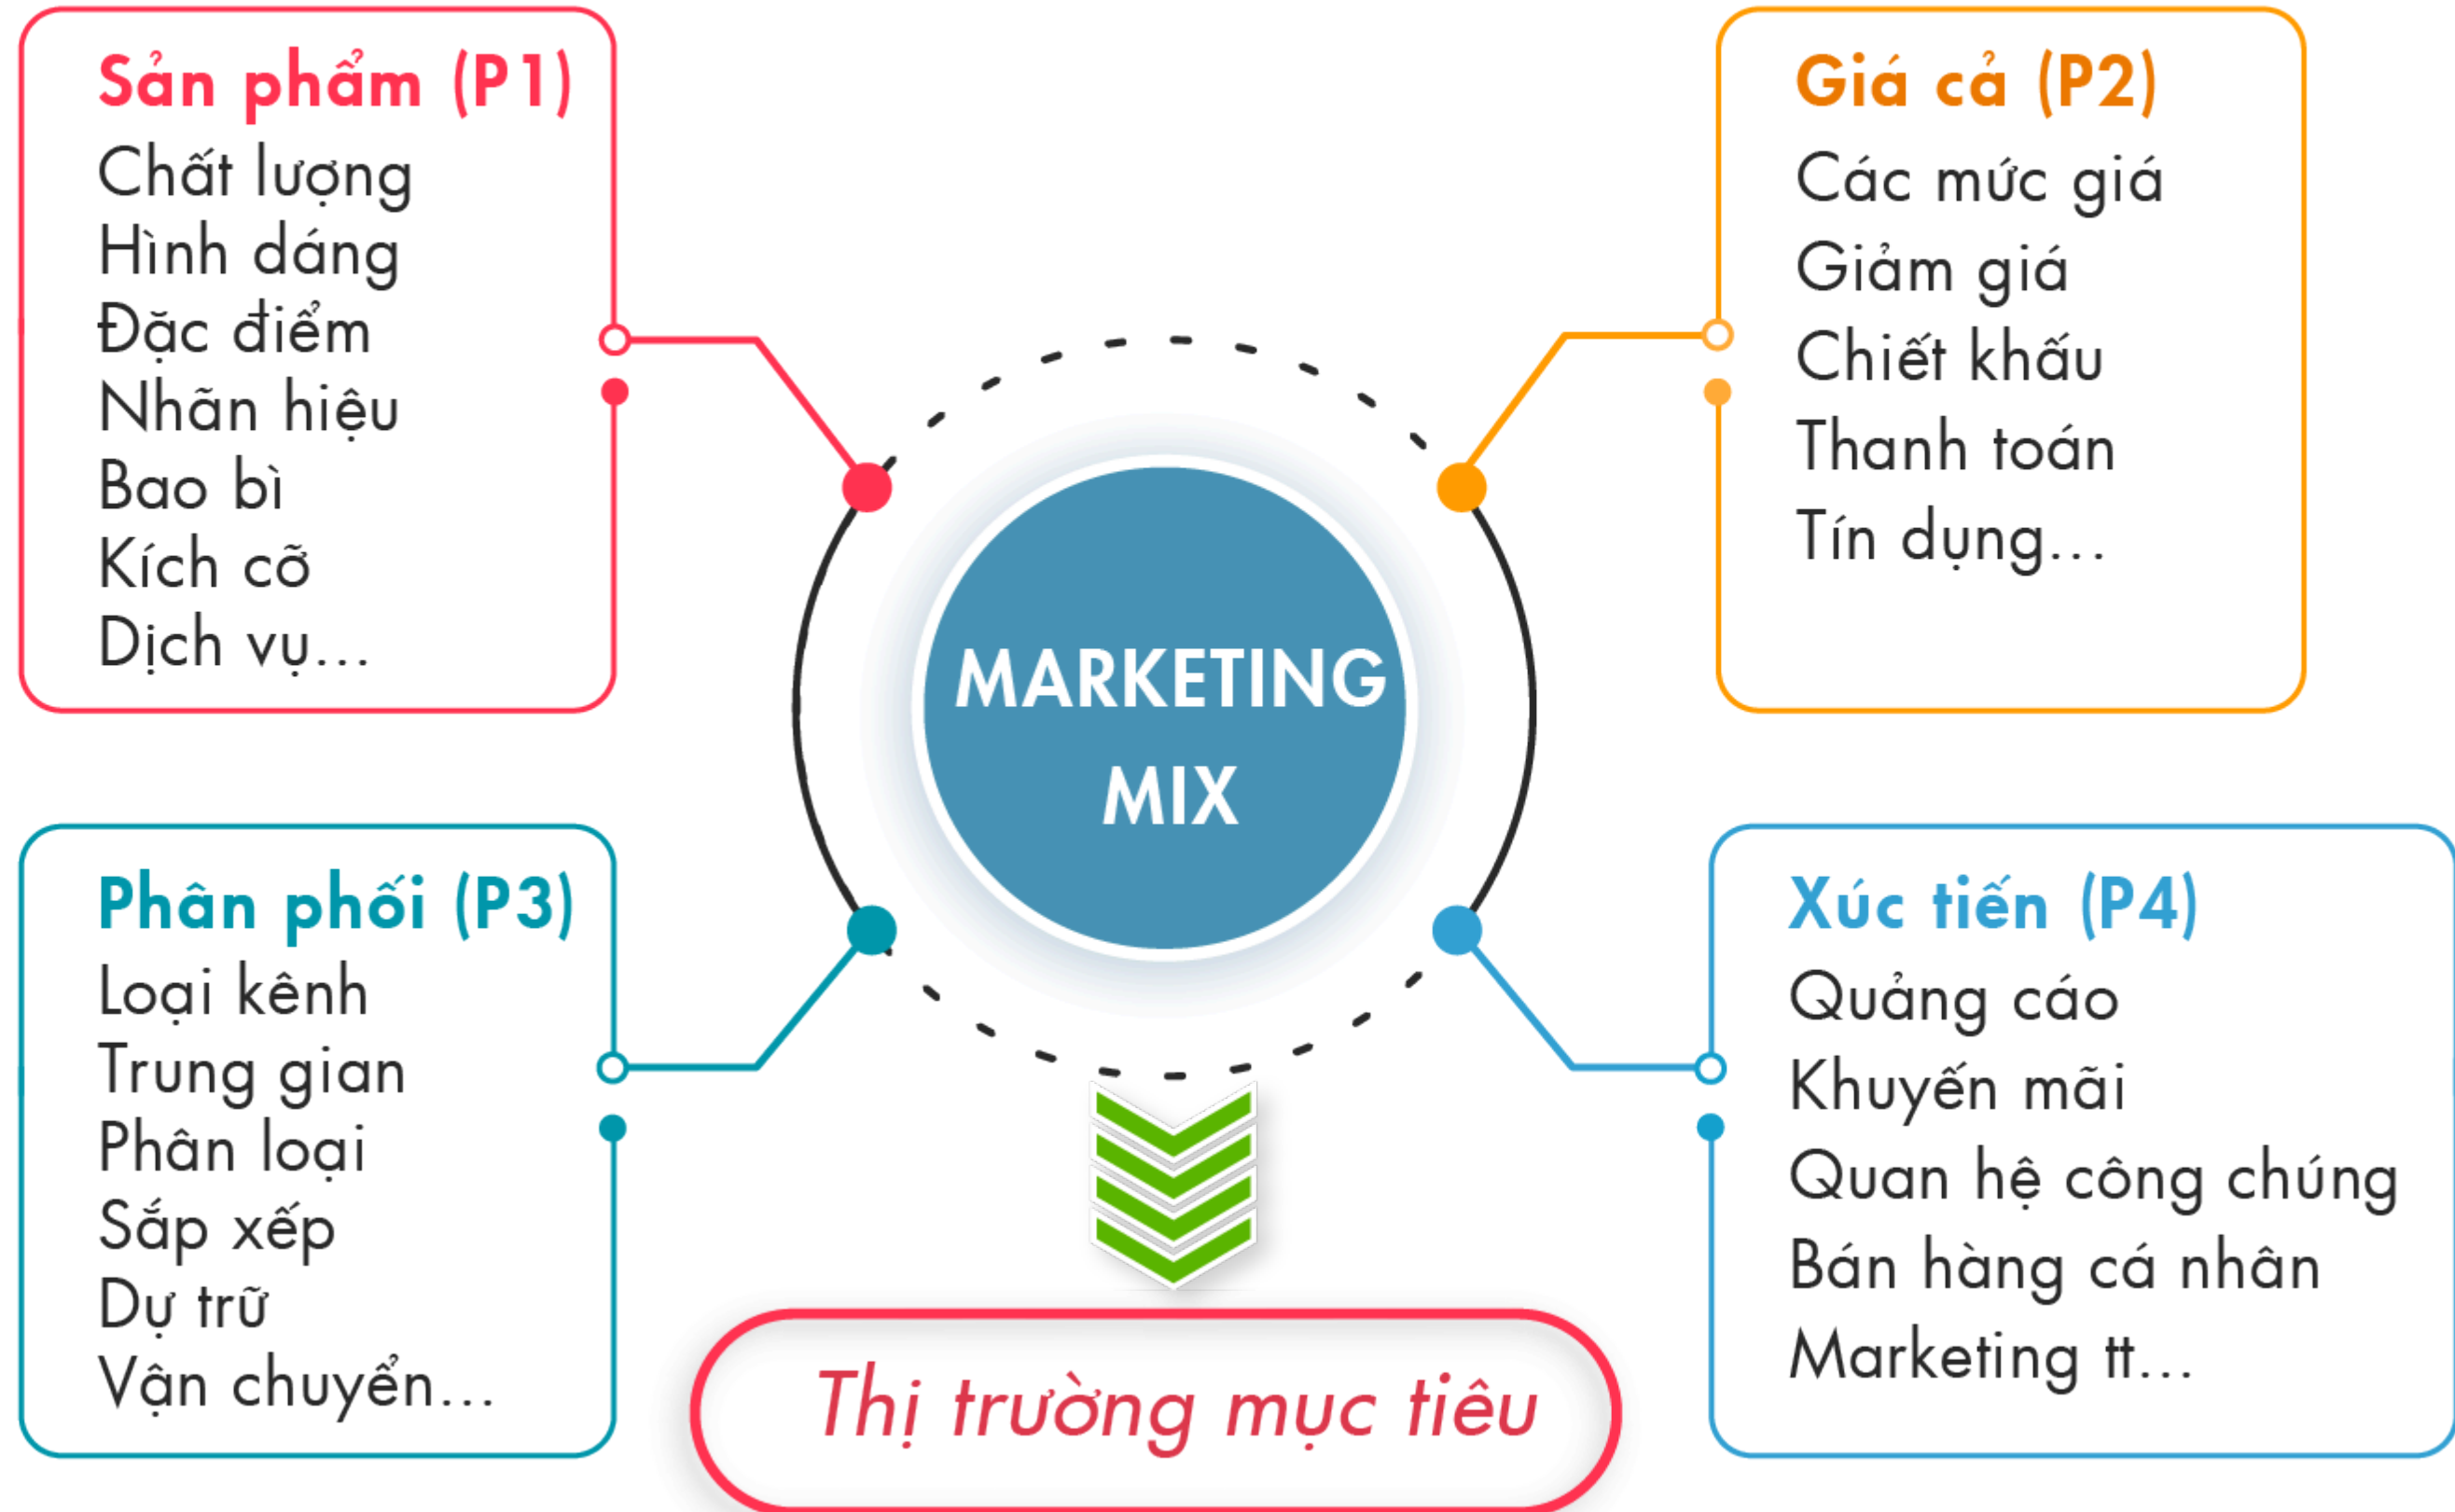 Sản phẩm (P1)
Chất lượng
Hình dáng
Đặc điểm
Nhãn hiệu
Bao bì
Kích cỡ
Dịch vụ...
Giá cả (P2)
Các mức giá
Giảm giá
Chiết khấu
Thanh toán
Tín dụng...
MARKETING
MIX
Phân phối (P3)
Loại kênh
Trung gian
Phân loại
Sắp xếp
Dự trữ
Vận chuyển...
Xúc tiến (P4)
Quảng cáo
Khuyến mãi
Quan hệ công chúng
Bán hàng cá nhân
Marketing tt...
Thị trường mục tiêu